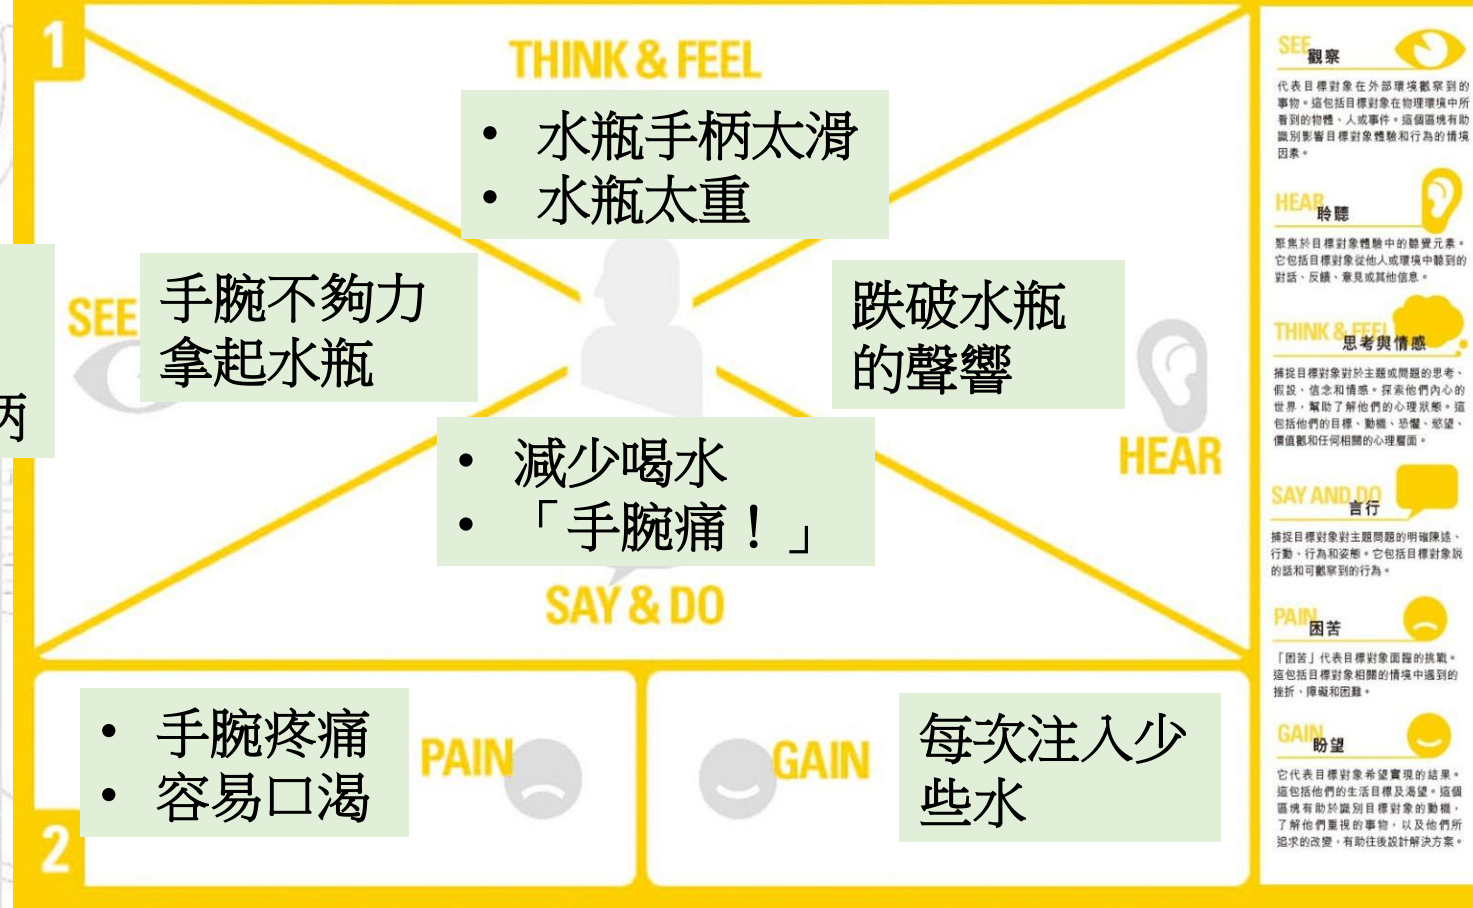 1
THINK & FEEL
• 水瓶手柄太滑
• 水瓶太重
SEE
手腕不夠力
拿起水瓶
跌破水瓶
的聲響
HEAR
• 減少喝水
• 「手腕痛！」
SAY & DO
2
• 手腕疼痛
• 容易口渴
PAIN
GAIN
每次注入少
些水
SEE
觀察
代表目標對象在外部環境觀察到的
事物。這包括目標對象在物理環境中所
看到的物體、人或事件。這個區塊有助
識別影響目標對象體驗和行為的情境
因素。
HEAR
聆聽
聚焦於目標對象體驗中的聽覺元素。
它包括目標對象從他人或環境中聽到的
對話、反饋、意見或其他信息。
THINK & FEEL
思考與情感
捕捉目標對象對於主題或問題的思考、
假設、信念和情感。探索他們內心的
世界，幫助了解他們的心理狀態。這
包括他們的目標、動機、恐懼、慾望、
價值觀和任何相關的心理層面。
SAY AND DO
言行
捕捉目標對象對主題問題的明確陳述、
行動、行為和姿態。它包括目標對象說
的話和可觀察到的行為。
PAIN
困苦
「困苦」代表目標對象面臨的挑戰。
這包括目標對象相關的情境中遇到的
挫折、障礙和困難。
GAIN
盼望
它代表目標對象希望實現的結果。
這包括他們的生活目標及渴望。這個
區塊有助於識別目標對象的動機，
了解他們重視的事物，以及他們所
追求的改變，有助往後設計解決方案。